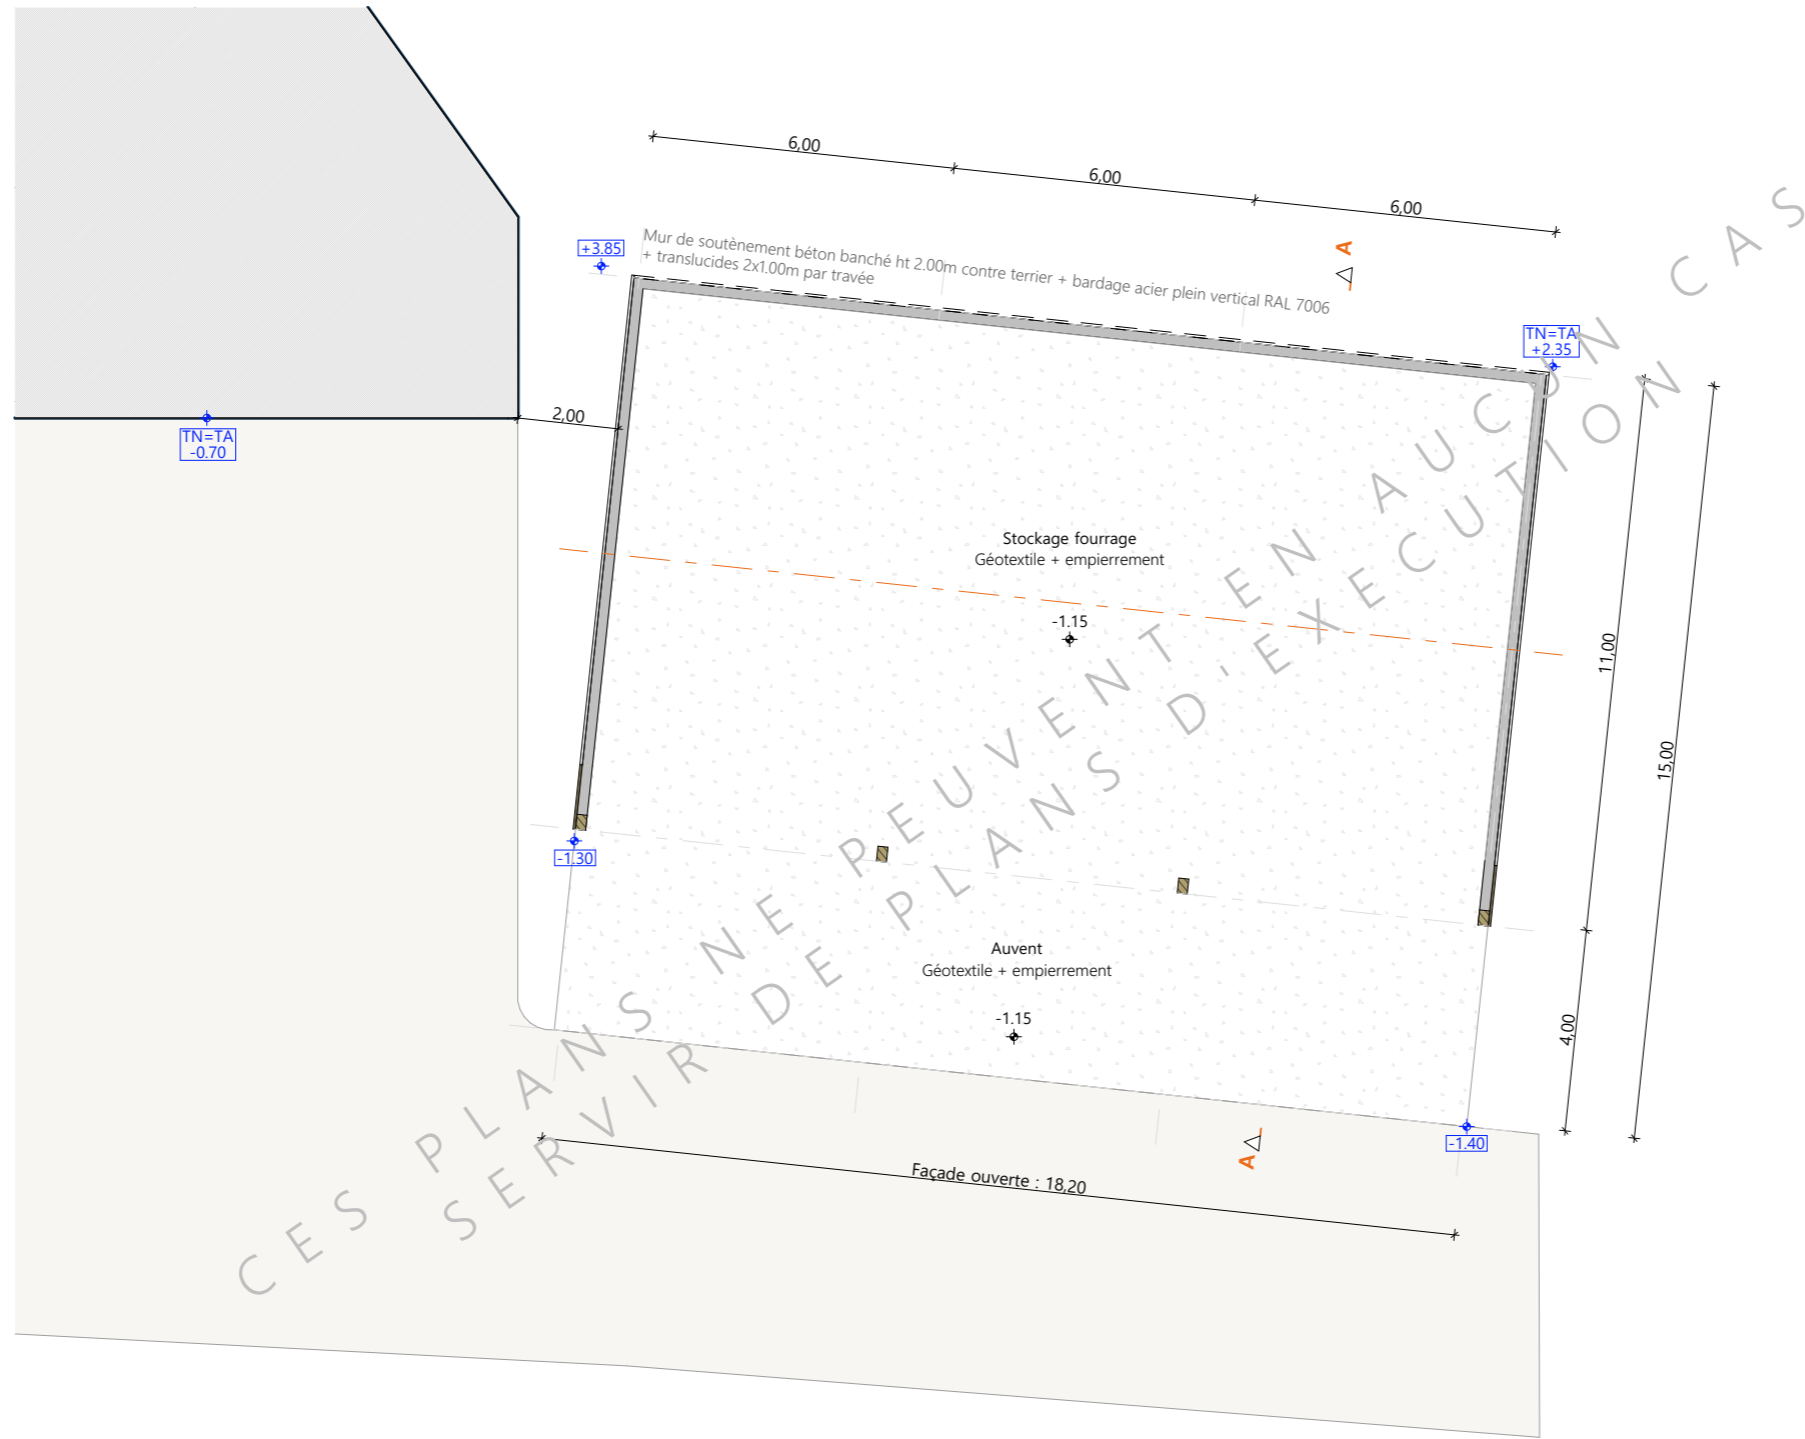 6,00
6,00
6,00
+3.85
Mur de soutènement béton banché ht 2.00m contre terrier + bardage acier plein vertical RAL 7006
+ translucides 2x1.00m par travée
A
TN=TA
+2.35
2,00
TN=TA
-0.70
Stockage fourrage
Géotextile + empierrement
-1.15
11,00
15,00
-1.30
Auvent
Géotextile + empierrement
-1.15
4,00
-1.40
A
Façade ouverte : 18,20
CES PLANS NE PEUVENT EN AUCUN CAS
SERVIR DE PLANS D'EXECUTION